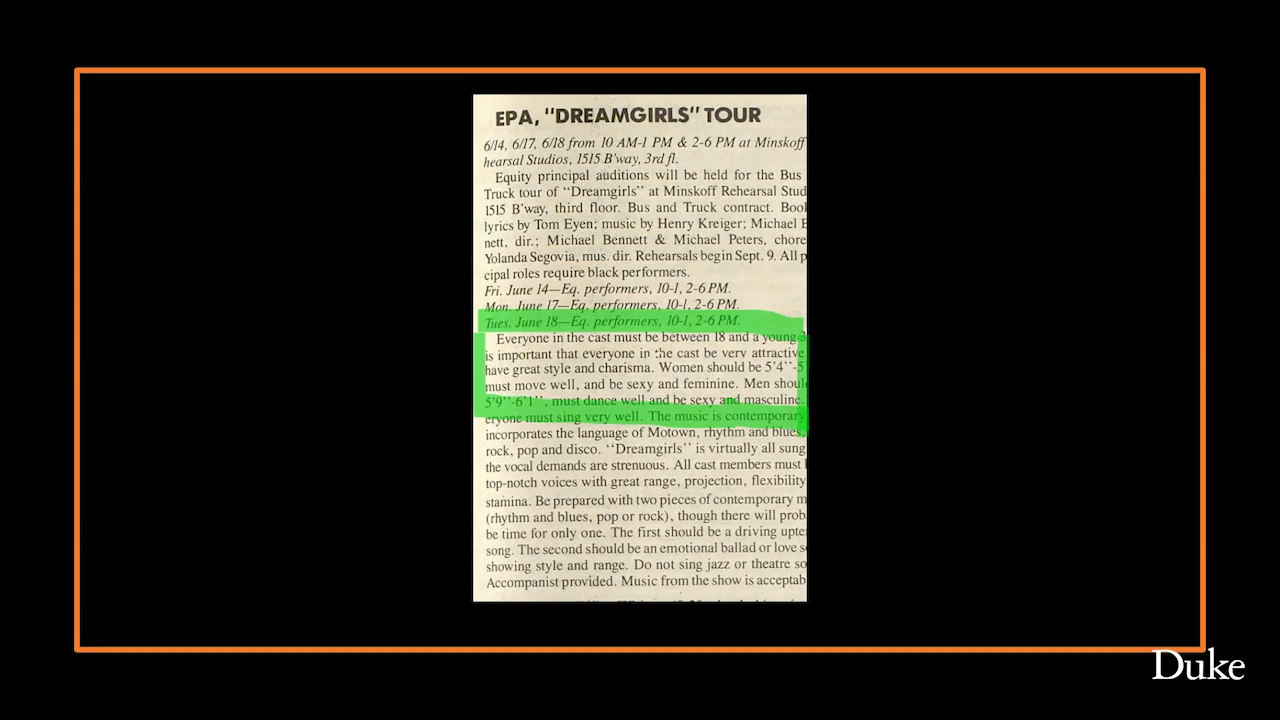 EPA, "DREAMGIRLS" TOUR
6/14, 6/17, 6/18 from 10 AM-1 PM & 2-6 PM at Minskoff
hearsal Studios, 1515 B'way, 3rd fl.
Equity principal auditions will be held for the Bus
Truck tour of "Dreamgirls" at Minskoff Rehearsal Stud
1515 B'way, third floor. Bus and Truck contract. Book
lyrics by Tom Eyen; music by Henry Kreiger; Michael B
nett, dir.; Michael Bennett & Michael Peters, chore
Yolanda Segovia, mus. dir. Rehearsals begin Sept. 9. All p
cipal roles require black performers.
Fri. June 14—Eq. performers, 10-1, 2-6 PM.
Mon. June 17—Eq. performers, 10-1, 2-6 PM.
Tues. June 18—Eq. performers, 10-1, 2-6 PM.
Everyone in the cast must be between 18 and a young 3
is important that everyone in the cast be very attractive
have great style and charisma. Women should be 5'4''-5'
must move well, and be sexy and feminine. Men shoul
5'9''-6'1'', must dance well and be sexy and masculine.
eryone must sing very well. The music is contemporary
incorporates the language of Motown, rhythm and blues,
rock, pop and disco. "Dreamgirls" is virtually all sung
the vocal demands are strenuous. All cast members must
top-notch voices with great range, projection, flexibility
stamina. Be prepared with two pieces of contemporary m
(rhythm and blues, pop or rock), though there will prob
be time for only one. The first should be a driving upte
song. The second should be an emotional ballad or love s
showing style and range. Do not sing jazz or theatre so
Accompanist provided. Music from the show is acceptab
Duke